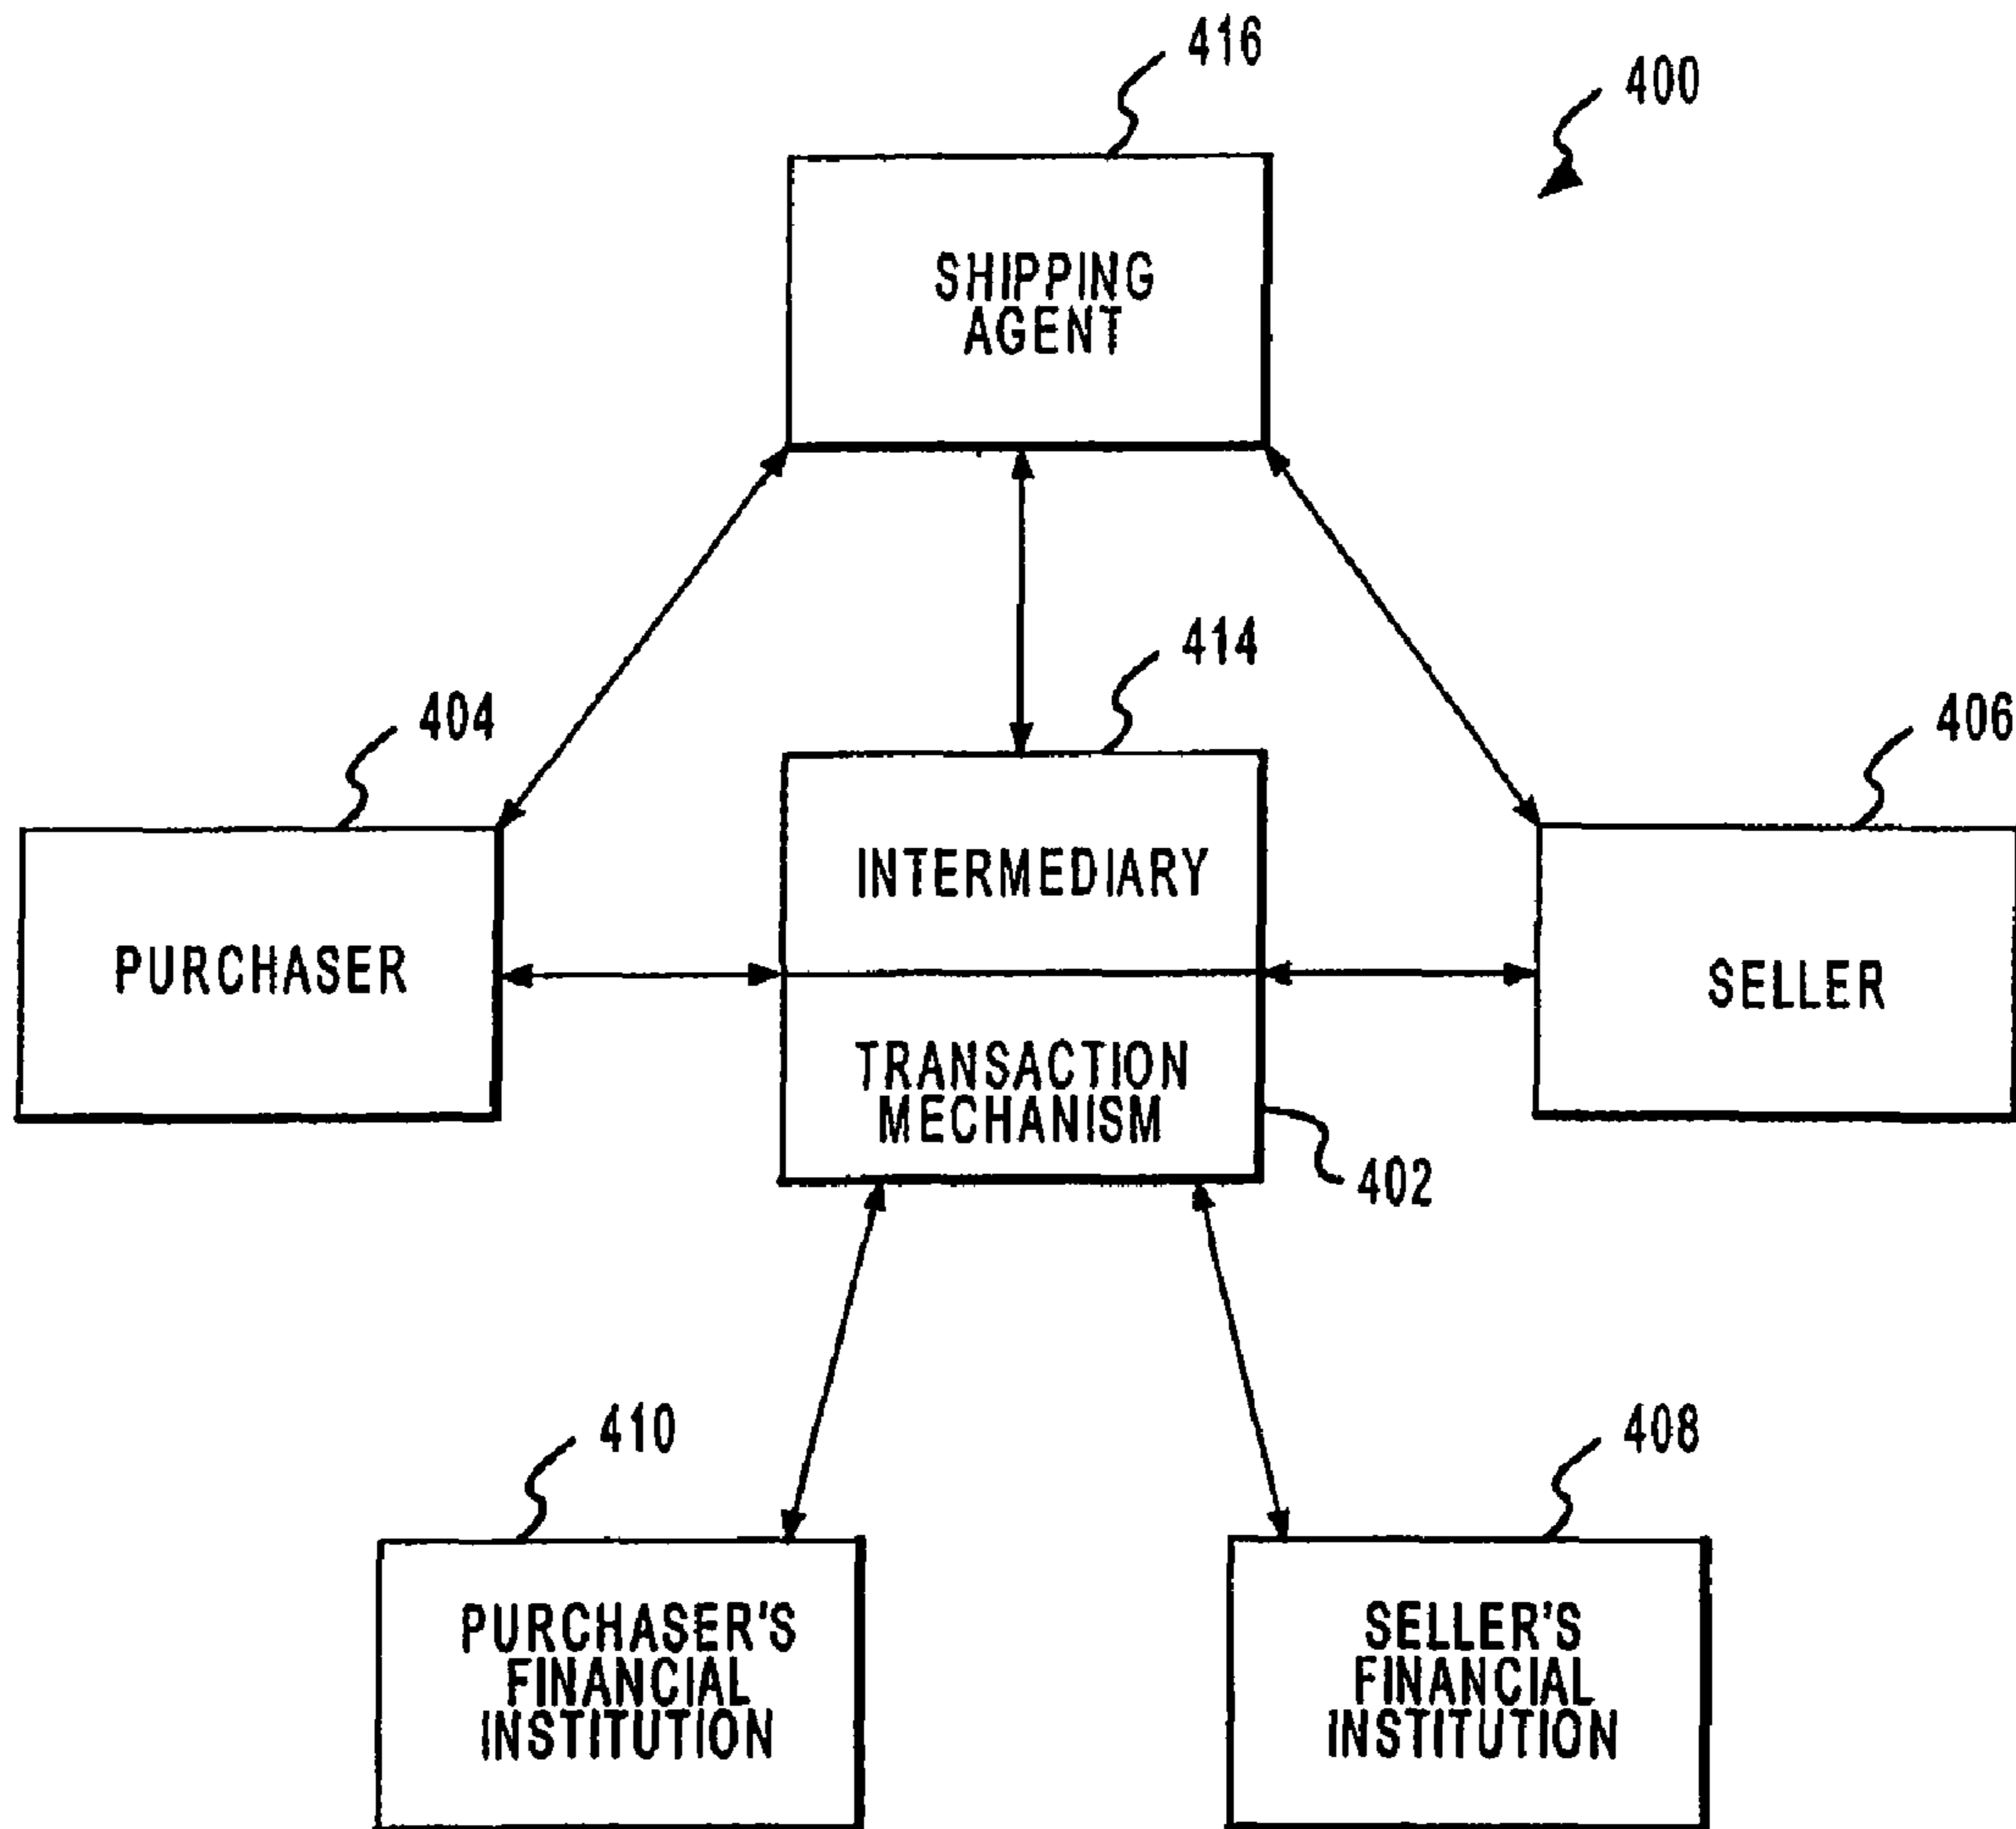 416
400
SHIPPING
AGENT
414
404
406
INTERMEDIARY
PURCHASER
SELLER
TRANSACTION
MECHANISM
402
410
408
PURCHASER'S
FINANCIAL
INSTITUTION
SELLER'S
FINANCIAL
INSTITUTION